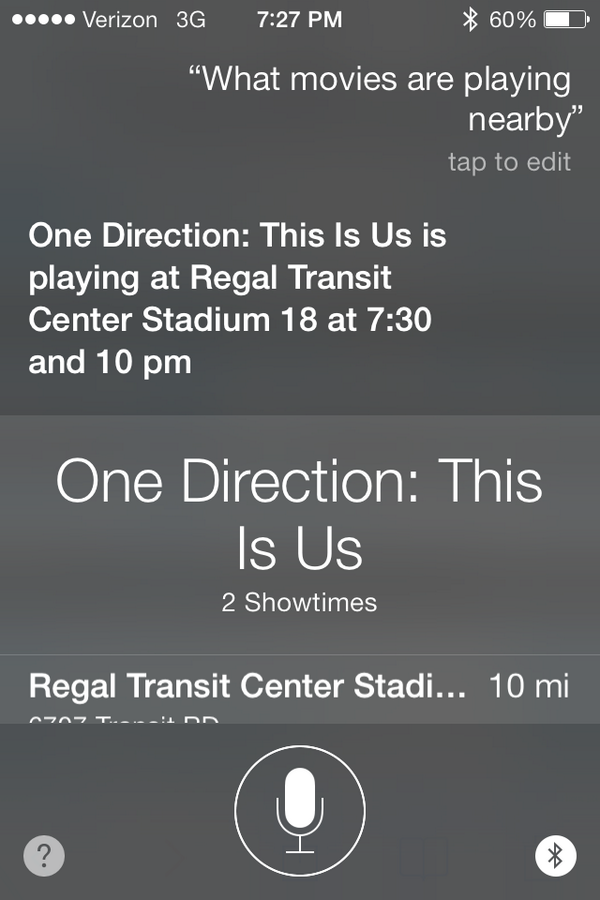 Verizon 3G 7:27 PM 60%
“What movies are playing
nearby”
tap to edit
One Direction: This Is Us is
playing at Regal Transit
Center Stadium 18 at 7:30
and 10 pm
One Direction: This
Is Us
2 Showtimes
Regal Transit Center Stadi... 10 mi
Transit RD
?